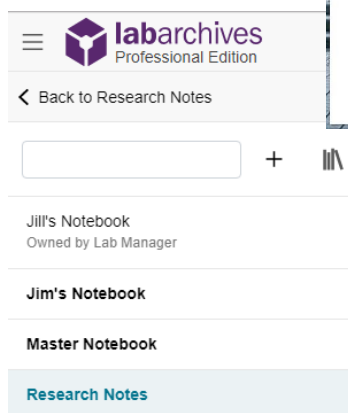 labarchives
Professional Edition
Back to Research Notes
Jill's Notebook
Owned by Lab Manager
Jim's Notebook
Master Notebook
Research Notes